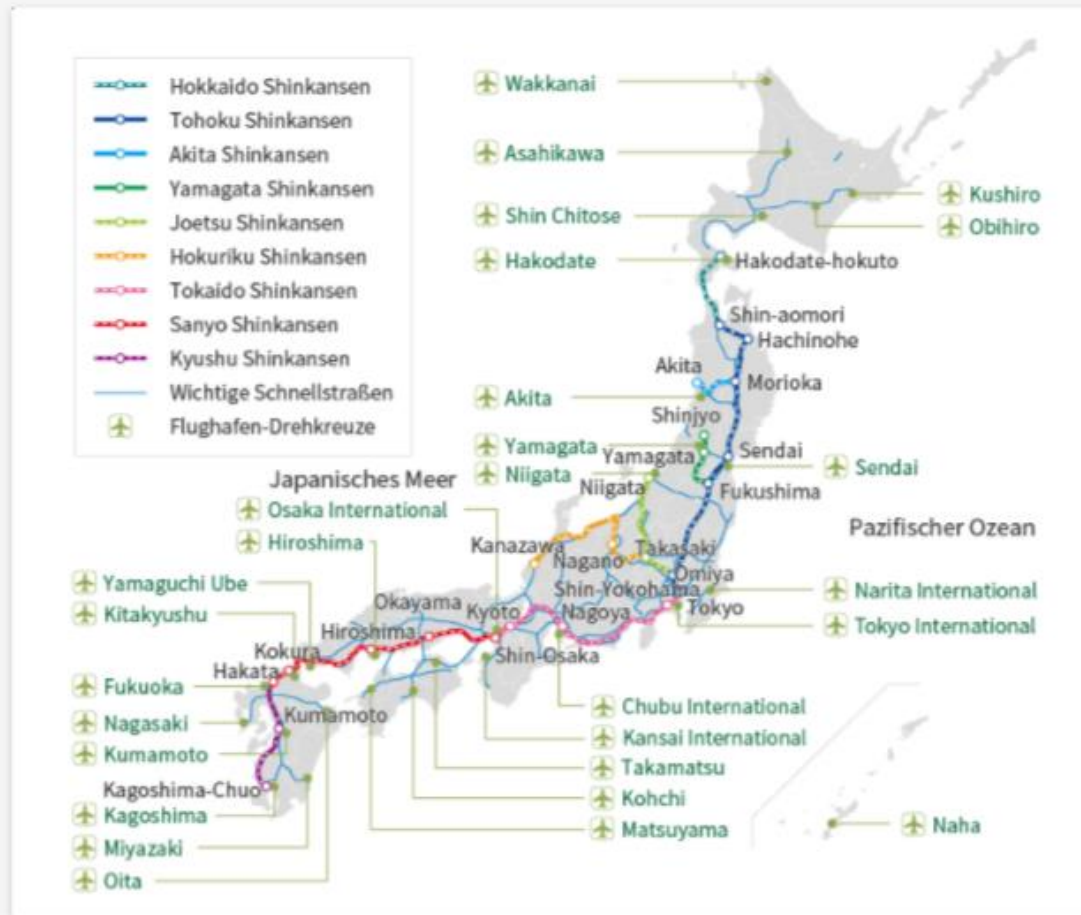 Hokkaido Shinkansen
Tohoku Shinkansen
Akita Shinkansen
Yamagata Shinkansen
Joetsu Shinkansen
Hokuriku Shinkansen
Tokaido Shinkansen
Sanyo Shinkansen
Kyushu Shinkansen
Wichtige Schnellstraßen
Flughafen-Drehkreuze
Wakkanai
Asahikawa
Shin Chitose
Hakodate
Kushiro
Obihiro
Hakodate-hokuto
Shin-aomori
Hachinohe
Akita
Morioka
Akita
Shinjyo
Yamagata
Yamagata
Sendai
Sendai
Niigata
Niigata
Fukushima
Japanisches Meer
Pazifischer Ozean
Osaka International
Hiroshima
Kanazawa
Nagano
Takasaki
Omiya
Shin-Yokohama
Tokyo
Narita International
Tokyo International
Yamaguchi Ube
Kitakyushu
Okayama
Kyoto
Nagoya
Hiroshima
Shin-Osaka
Kokura
Hakata
Fukuoka
Nagasaki
Kumamoto
Kumamoto
Kagoshima-Chuo
Kagoshima
Miyazaki
Oita
Chubu International
Kansai International
Takamatsu
Kohchi
Matsuyama
Naha